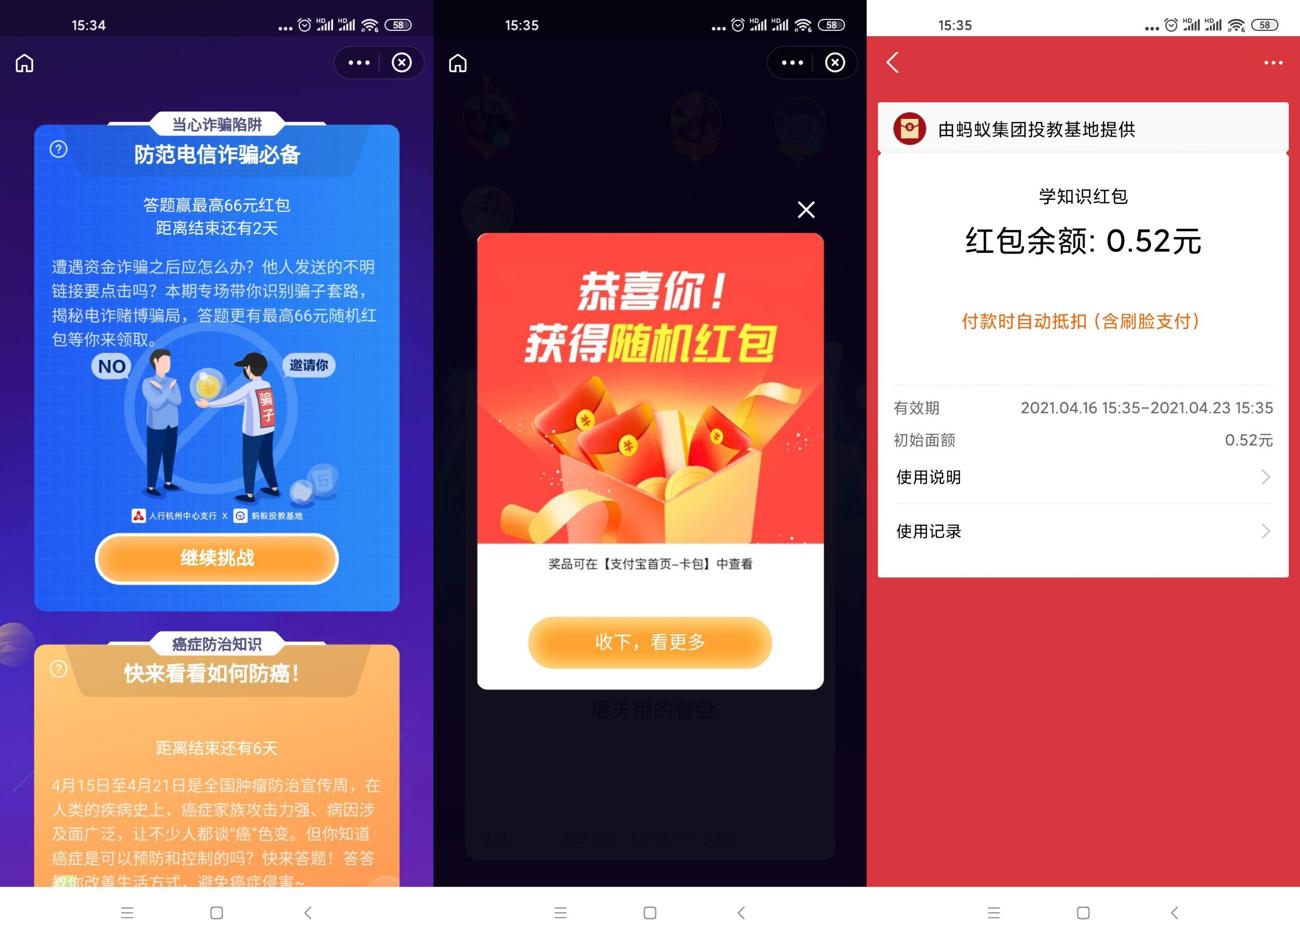 15:34
HD HD 6 58
当心诈骗陷阱
防范电信诈骗必备
?
答题赢最高66元红包
距离结束还有2天
遭遇资金诈骗之后应怎么办？他人发送的不明
链接要点击吗？本期专场带你识别骗子套路，
揭秘电诈赌博骗局，答题更有最高66元随机红
包等你来领取。
NO
邀请你
骗子
人行杭州中心支行 X 蚂蚁投教基地
继续挑战
癌症防治知识
?
快来看看如何防癌！
距离结束还有6天
4月15日至4月21日是全国肿瘤防治宣传周，在
人类的疾病史上，癌症家族攻击力强、病因涉
及面广泛，让不少人都谈“癌”色变。但你知道
癌症是可以预防和控制的吗？快来答题！答答
教你改善生活方式，避免癌症侵害~
15:35
HD HD 6 58
恭喜你！
获得随机红包
奖品可在【支付宝首页-卡包】中查看
收下，看更多
屠夫用的餐盘
3/3
15:35
HD HD 6 58
由蚂蚁集团投教基地提供
学知识红包
红包余额: 0.52元
付款时自动抵扣（含刷脸支付）
有效期 2021.04.16 15:35-2021.04.23 15:35
初始面额 0.52元
使用说明
使用记录